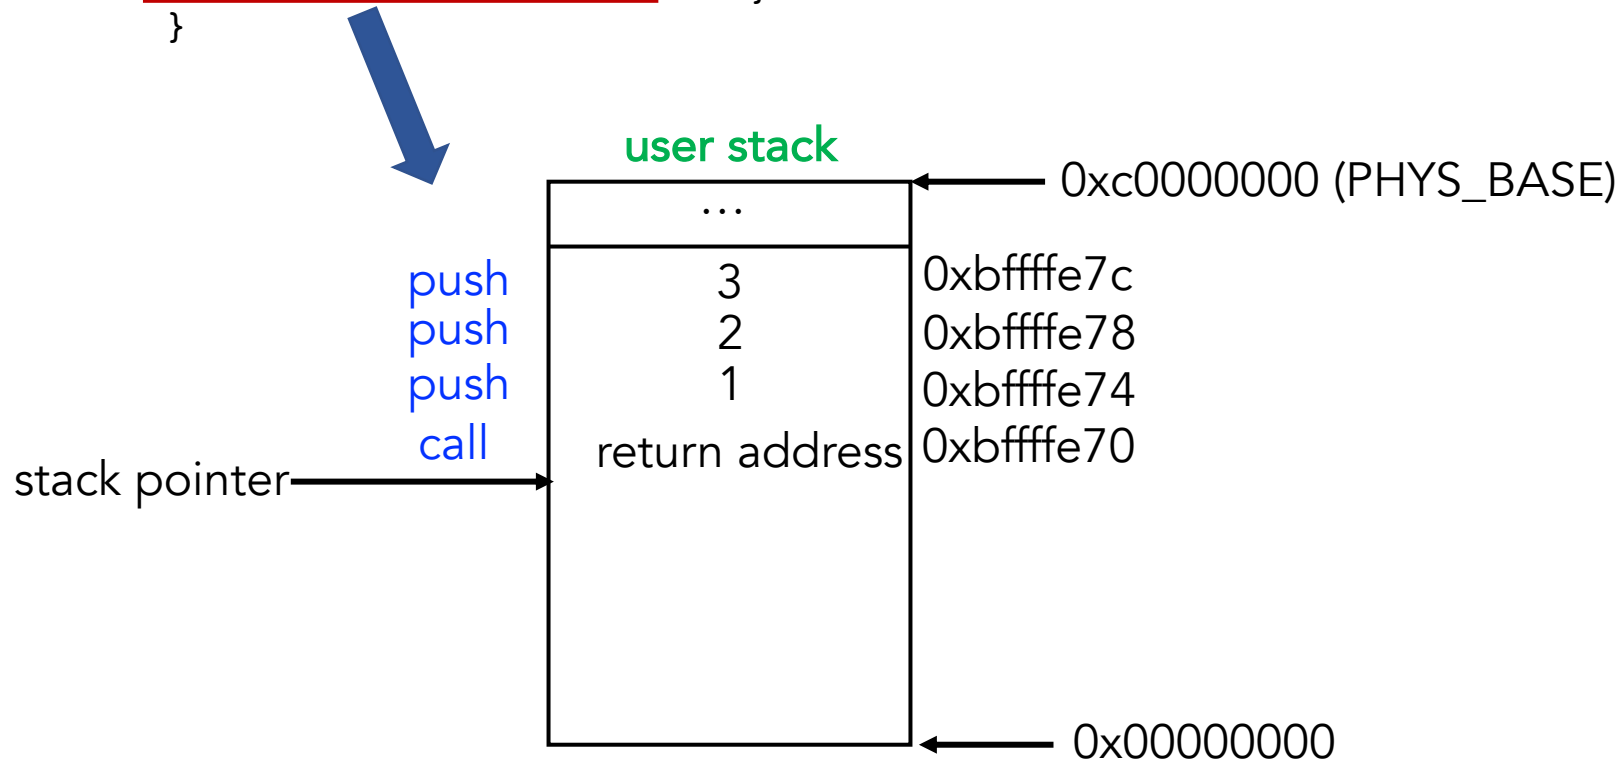 }
user stack
0xc0000000 (PHYS_BASE)
...
push 3 0xbffffe7c
push 2 0xbffffe78
push 1 0xbffffe74
call return address 0xbffffe70
stack pointer
0x00000000